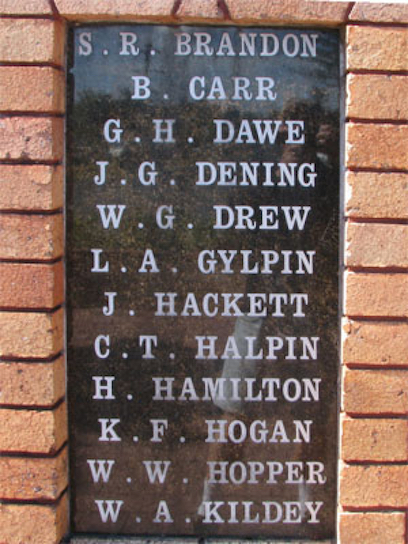 S . R . BRANDON
B . CARR
G . H . DAWE
J . G . DENING
W . G . DREW
L . A . GYLPIN
J . HACKETT
C . T . HALPIN
H . HAMILTON
K . F . HOGAN
W . W . HOPPER
W . A . KILDEY